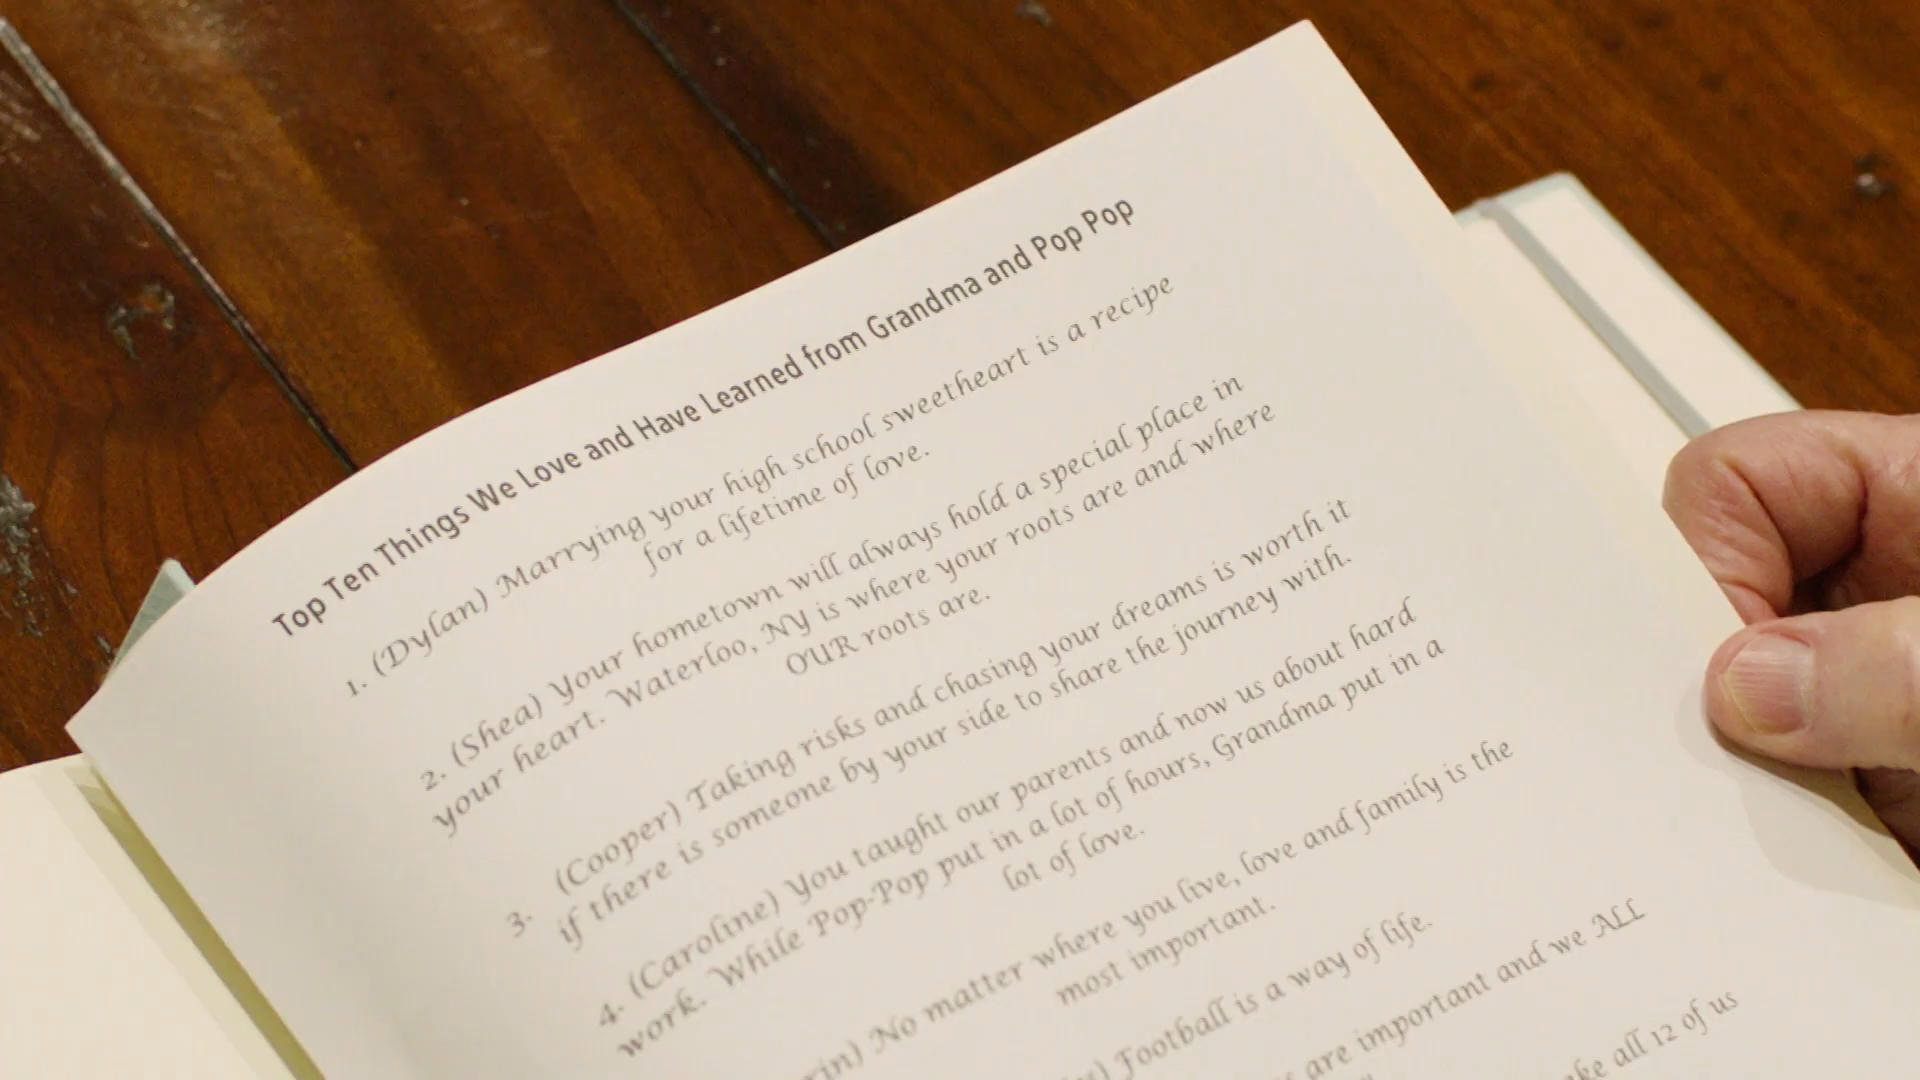 Top Ten Things We Love and Have Learned from Grandma and Pop Pop
1. (Dylan) Marrying your high school sweetheart is a recipe
for a lifetime of love.
2. (Shea) Your hometown will always hold a special place in
your heart. Waterloo, NY is where your roots are and where
OUR roots are.
3. (Cooper) Taking risks and chasing your dreams is worth it
if there is someone by your side to share the journey with.
4. (Caroline) You taught our parents and now us about hard
work. While Pop-Pop put in a lot of hours, Grandma put in a
lot of love.
No matter where you live, love and family is the
most important.
Football is a way of life.
are important and we ALL
all 12 of us